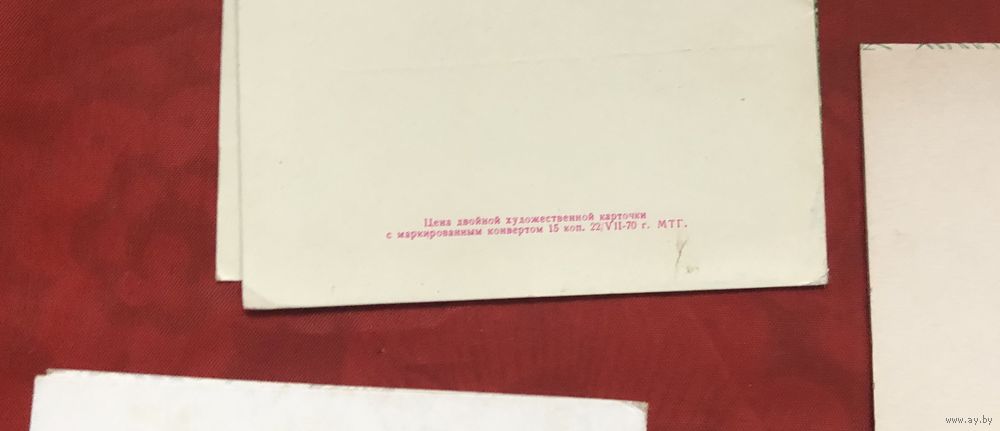 Цена двойной художественной карточки
с маркированным конвертом 15 коп. 22/VII-70 г. МТГ.
www.ay.by